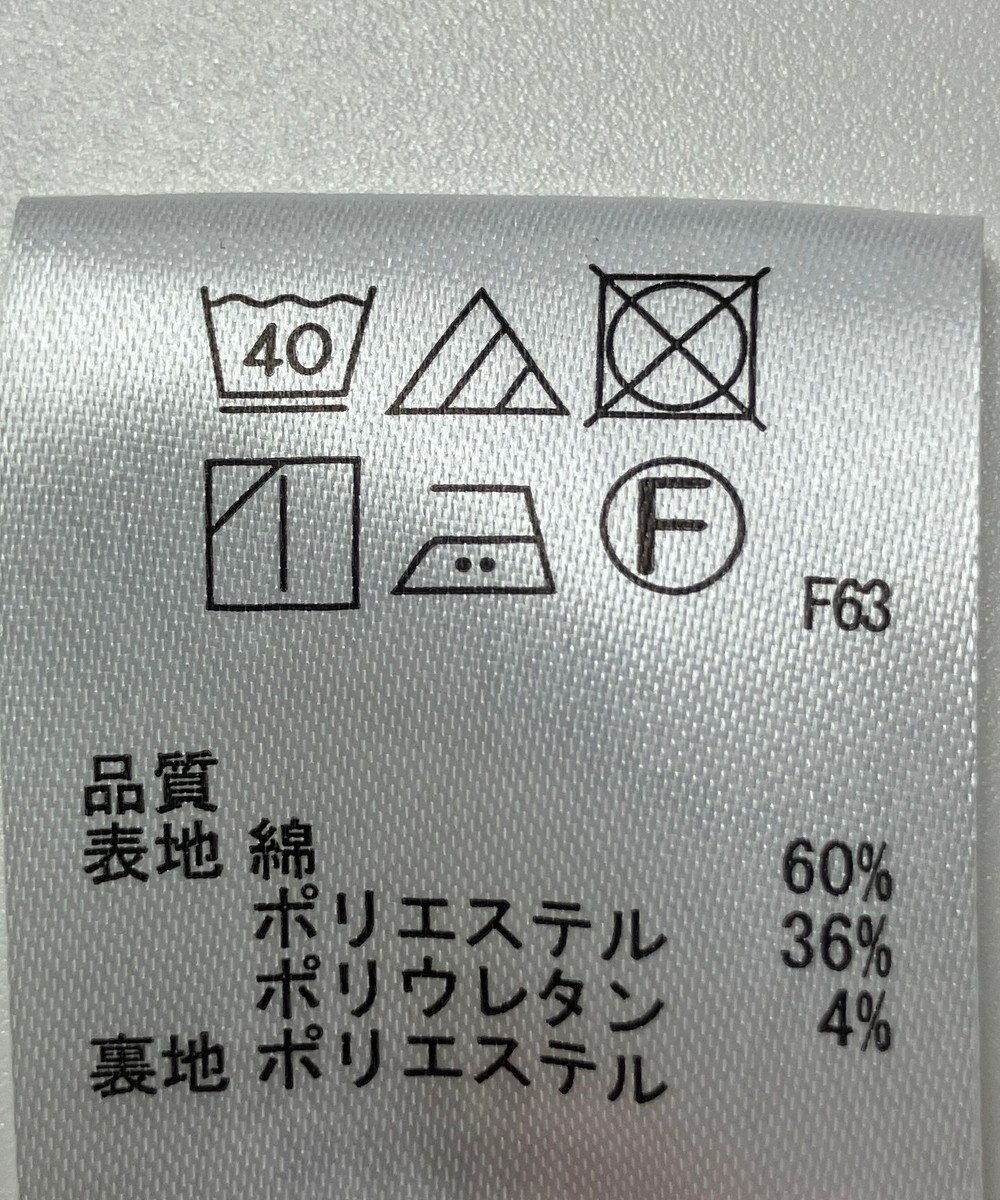 40
F
F63
品質
表地 綿 60%
ポリエステル 36%
ポリウレタン 4%
裏地 ポリエステル